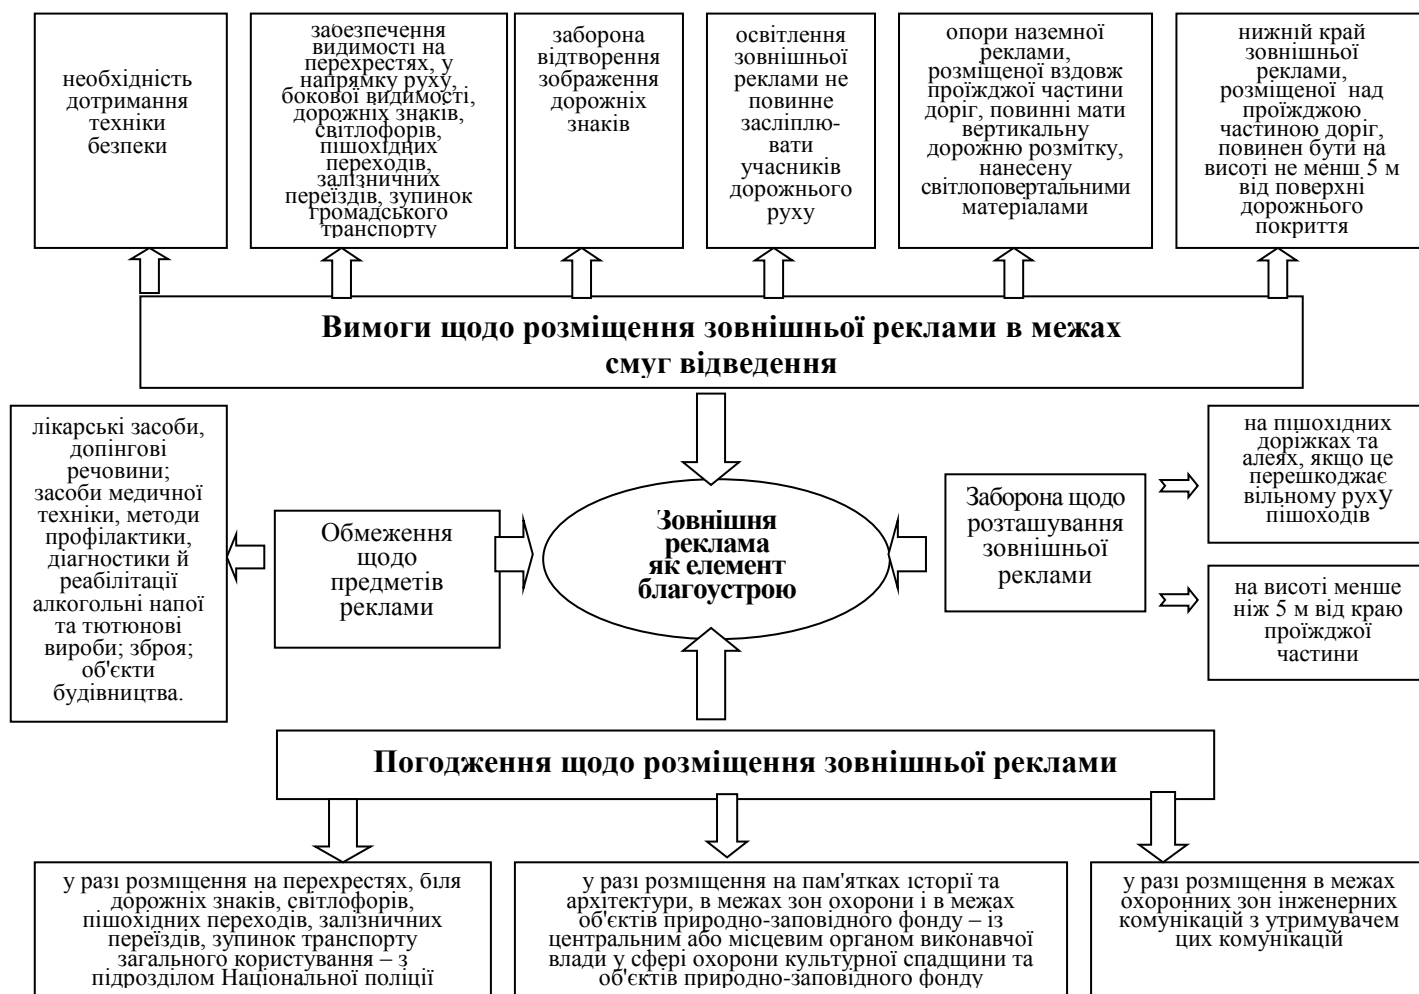 необхідність
дотримання
техніки
безпеки
забезпечення
видимості на
перехрестях, у
напрямку руху,
бокової видимості,
дорожніх знаків,
світлофорів,
пішохідних
переходів,
залізничних
переїздів, зупинок
громадського
транспорту
заборона
відтворення
зображення
дорожніх
знаків
освітлення
зовнішньої
реклами не
повинне
засліплю-
вати
учасників
дорожнього
руху
опори наземної
реклами,
розміщеної вздовж
проїжджої частини
доріг, повинні мати
вертикальну
дорожню розмітку,
нанесену
світлоповертальними
матеріалами
нижній край
зовнішньої
реклами,
розміщеної над
проїжджою
частиною доріг,
повинен бути на
висоті не менш 5 м
від поверхні
дорожнього
покриття
Вимоги щодо розміщення зовнішньої реклами в межах
смуг відведення
лікарські засоби,
допінгові
речовини;
засоби медичної
техніки, методи
профілактики,
діагностики й
реабілітації
алкогольні напої
та тютюнові
вироби; зброя;
об'єкти
будівництва.
Обмеження
щодо
предметів
реклами
Зовнішня
реклама
як елемент
благоустрою
Заборона щодо
розташування
зовнішньої
реклами
на пішохідних
доріжках та
алеях, якщо це
перешкоджає
вільному руху
пішоходів
на висоті менше
ніж 5 м від краю
проїжджої
частини
Погодження щодо розміщення зовнішньої реклами
у разі розміщення на перехрестях, біля
дорожніх знаків, світлофорів,
пішохідних переходів, залізничних
переїздів, зупинок транспорту
загального користування – з
підрозділом Національної поліції
у разі розміщення на пам'ятках історії та
архітектури, в межах зон охорони і в межах
об'єктів природно-заповідного фонду – із
центральним або місцевим органом виконавчої
влади у сфері охорони культурної спадщини та
об'єктів природно-заповідного фонду
у разі розміщення в межах
охоронних зон інженерних
комунікацій з утримувачем
цих комунікацій